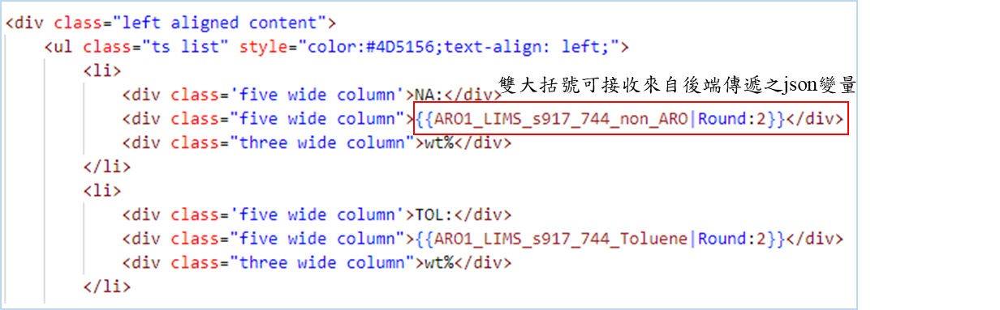 <div class="left aligned content">
<ul class="ts list" style="color:#4D5156;text-align: left;">
<li>
雙大括號可接收來自後端傳遞之json變量
<div class='five wide column'>NA:</div>
<div class="five wide column">{{ARO1_LIMS_s917_744_non_ARO|Round:2}}</div>
<div class="three wide column">wt%</div>
</li>
<li>
<div class='five wide column'>TOL:</div>
<div class="five wide column">{{ARO1_LIMS_s917_744_Toluene|Round:2}}</div>
<div class="three wide column">wt%</div>
</li>